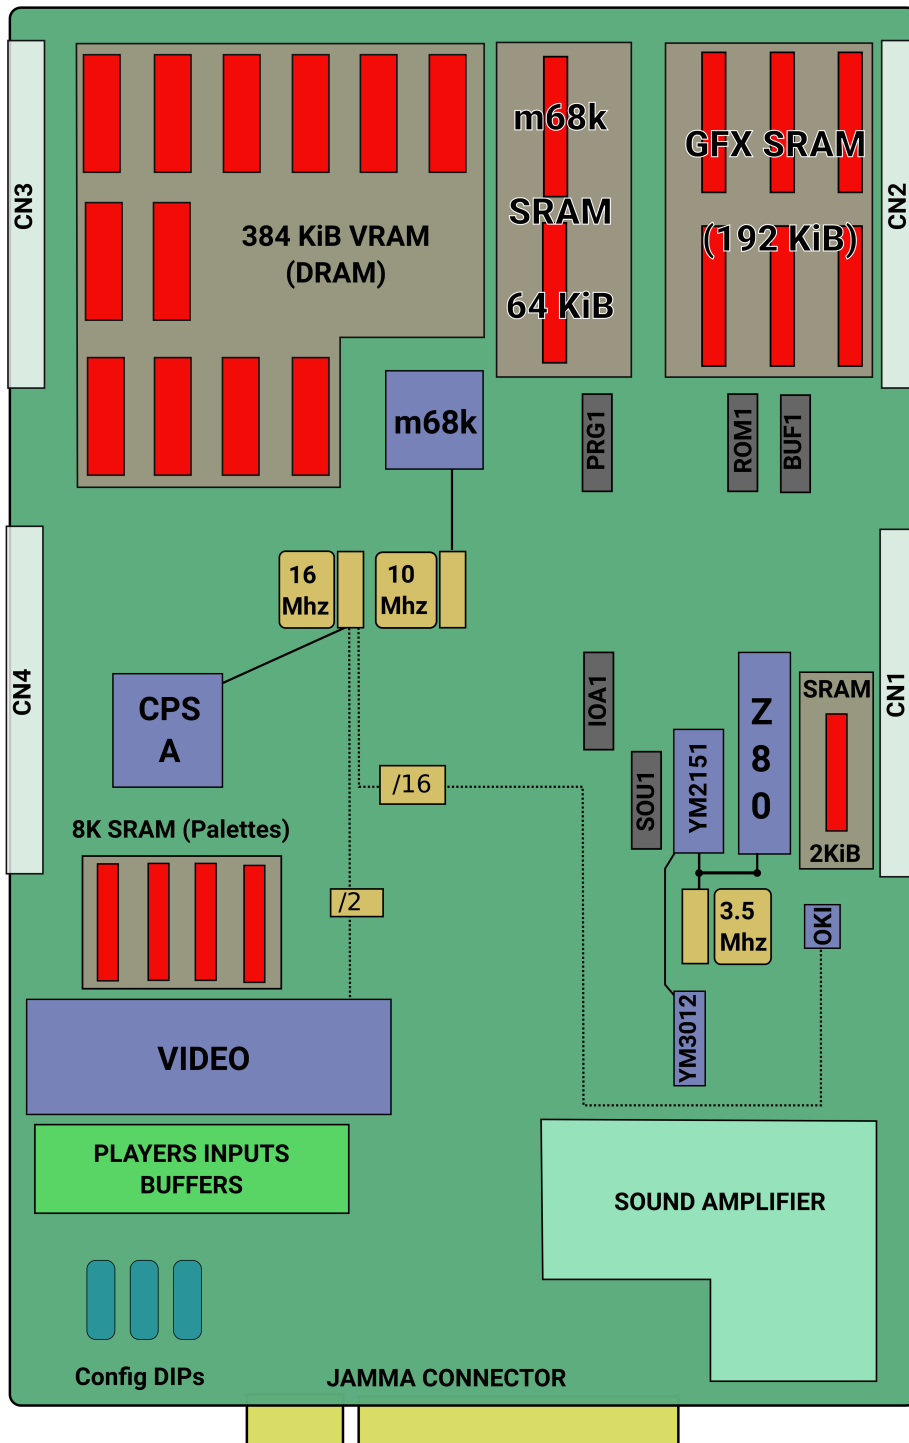 CN3
384 KiB VRAM
(DRAM)
m68k
SRAM
64 KiB
GFX SRAM
(192 KiB)
CN2
m68k
PRG1
ROM1
BUF1
16
Mhz
10
Mhz
CN4
CPS
A
/16
IOA1
SOU1
YM2151
Z
8
0
SRAM
2KiB
CN1
8K SRAM (Palettes)
/2
3.5
Mhz
OKI
YM3012
VIDEO
PLAYERS INPUTS
BUFFERS
SOUND AMPLIFIER
Config DIPs
JAMMA CONNECTOR